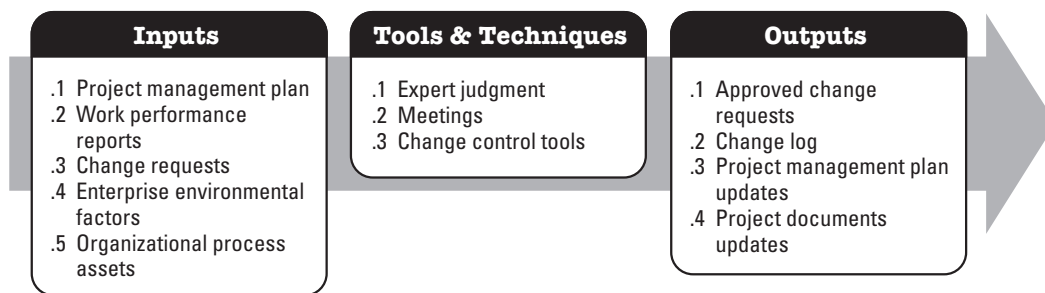 Inputs
.1 Project management plan
.2 Work performance
reports
.3 Change requests
.4 Enterprise environmental
factors
.5 Organizational process
assets
Tools & Techniques
.1 Expert judgment
.2 Meetings
.3 Change control tools
Outputs
.1 Approved change
requests
.2 Change log
.3 Project management plan
updates
.4 Project documents
updates